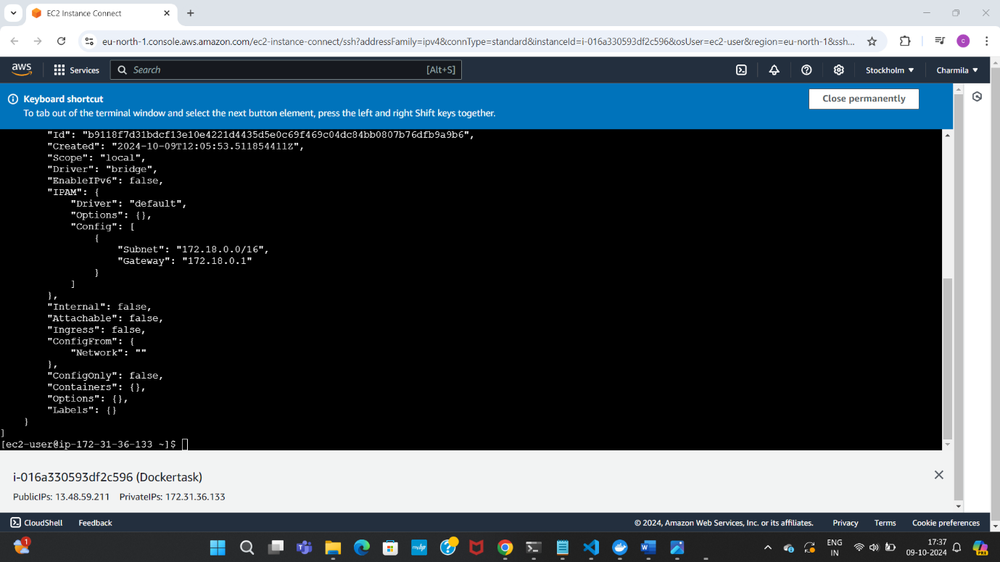 EC2 Instance Connect
eu-north-1.console.aws.amazon.com/ec2-instance-connect/ssh?addressFamily=ipv4&connType=standard&instanceId=i-016a330593df2c596&osUser=ec2-user&region=eu-north-1&ssh...
C
aws
Services
Search
[Alt+S]
Stockholm
Charmila
Keyboard shortcut
To tab out of the terminal window and select the next button element, press the left and right Shift keys together.
Close permanently
        "Id": "b9118f7d31bdcf13e10e4221d4435d5e0c69f469c04dc84bb0807b76dfb9a9b6",
        "Created": "2024-10-09T12:05:53.511854411Z",
        "Scope": "local",
        "Driver": "bridge",
        "EnableIPv6": false,
        "IPAM": {
            "Driver": "default",
            "Options": {},
            "Config": [
                {
                    "Subnet": "172.18.0.0/16",
                    "Gateway": "172.18.0.1"
                }
            ]
        },
        "Internal": false,
        "Attachable": false,
        "Ingress": false,
        "ConfigFrom": {
            "Network": ""
        },
        "ConfigOnly": false,
        "Containers": {},
        "Options": {},
        "Labels": {}
    }
]
[ec2-user@ip-172-31-36-133 ~]$
i-016a330593df2c596 (Dockertask)
PublicIPs: 13.48.59.211 PrivateIPs: 172.31.36.133
CloudShell
Feedback
© 2024, Amazon Web Services, Inc. or its affiliates.
Privacy
Terms
Cookie preferences
1
ENG
IN
17:37
09-10-2024
PRE